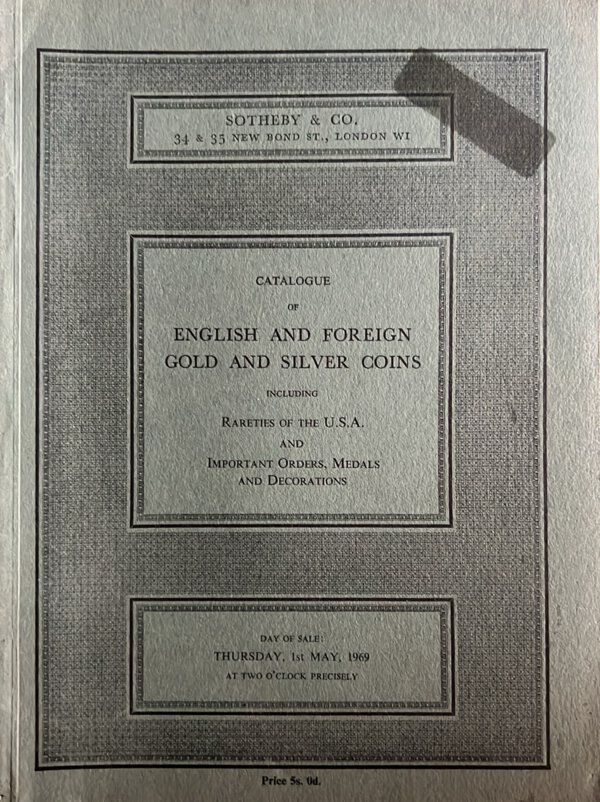 SOTHEBY & CO.
34 & 35 NEW BOND ST., LONDON W1
CATALOGUE
OF
ENGLISH AND FOREIGN
GOLD AND SILVER COINS
INCLUDING
RARETIES OF THE U.S.A.
AND
IMPORTANT ORDERS, MEDALS
AND DECORATIONS
DAY OF SALE:
THURSDAY, 1st MAY, 1969
AT TWO O'CLOCK PRECISELY
Price 5s. 0d.